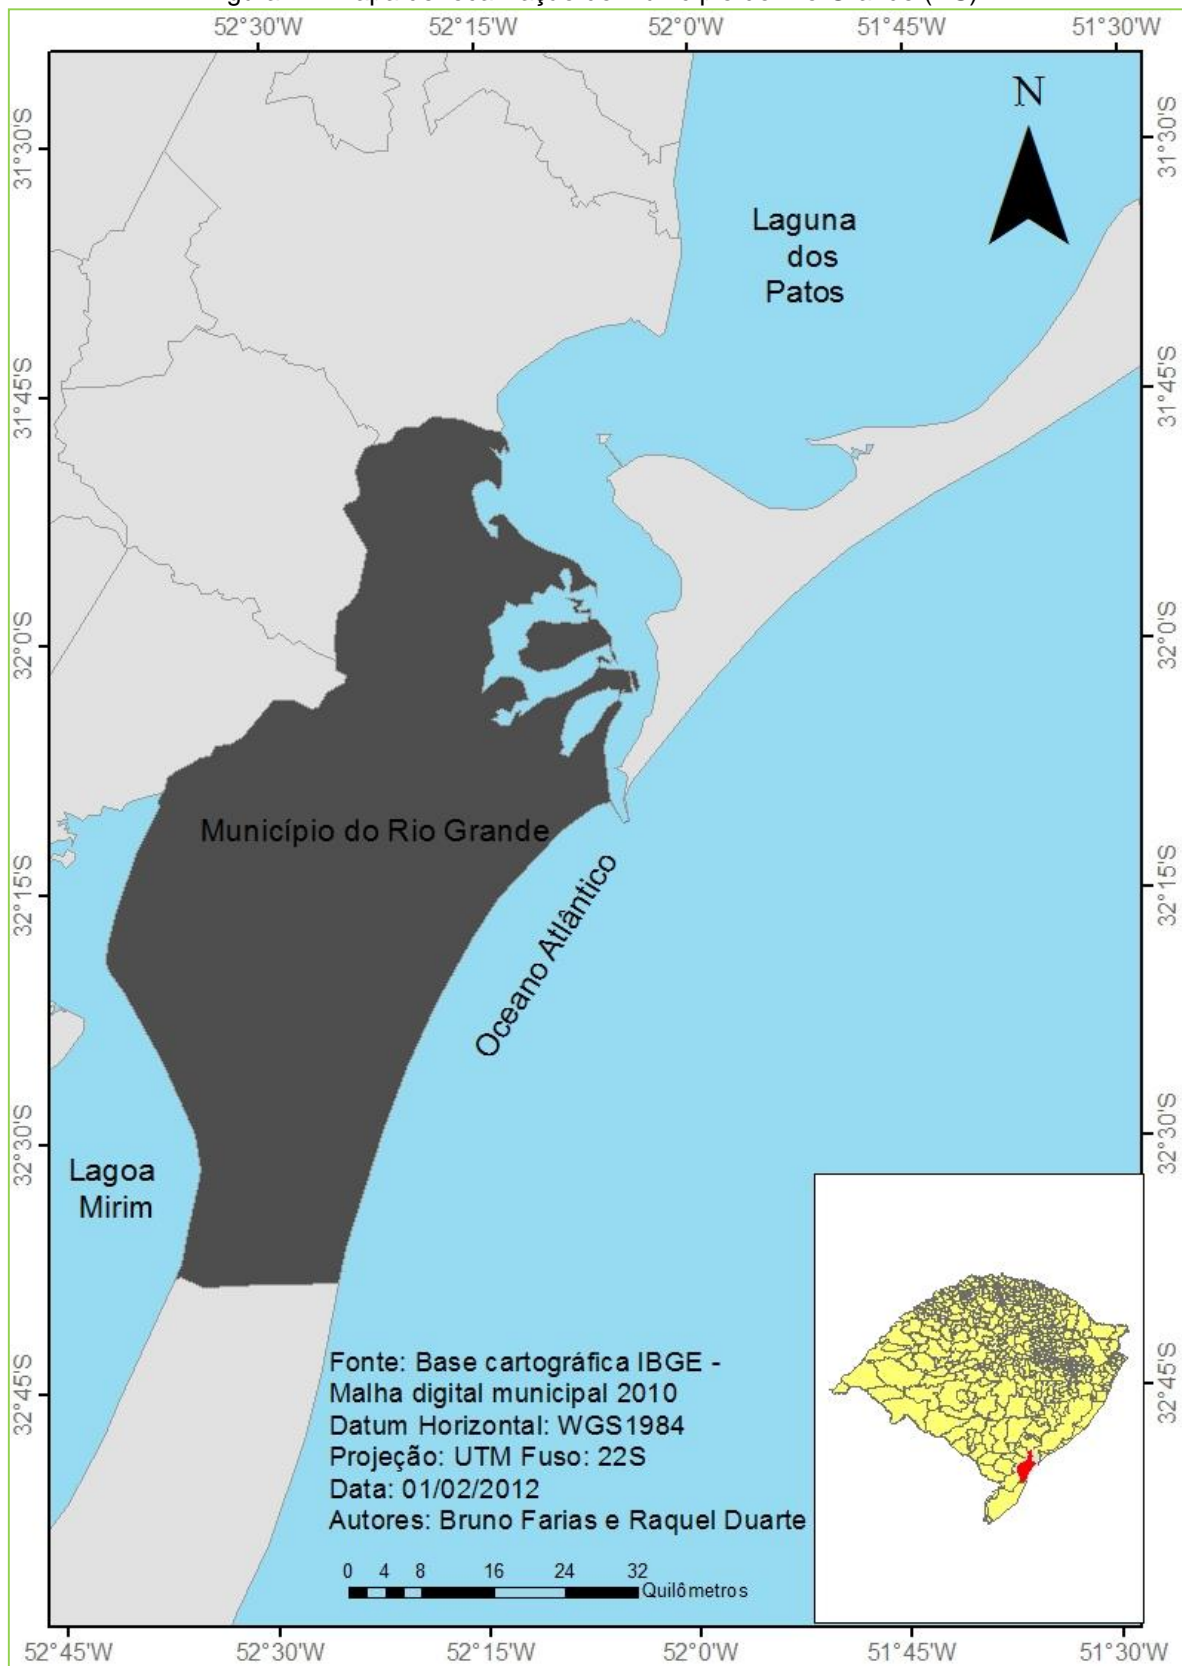 52°30'W 52°15'W 52°0'W 51°45'W 51°30'W
N
31°30'S 31°30'S
Laguna
dos
Patos
31°45'S 31°45'S
32°0'S 32°0'S
Município do Rio Grande
32°15'S 32°15'S
Oceano Atlântico
32°30'S 32°30'S
Lagoa
Mirim
32°45'S 32°45'S
Fonte: Base cartográfica IBGE -
Malha digital municipal 2010
Datum Horizontal: WGS1984
Projeção: UTM Fuso: 22S
Data: 01/02/2012
Autores: Bruno Farias e Raquel Duarte
0 4 8 16 24 32
Quilômetros
52°45'W 52°30'W 52°15'W 52°0'W 51°45'W 51°30'W